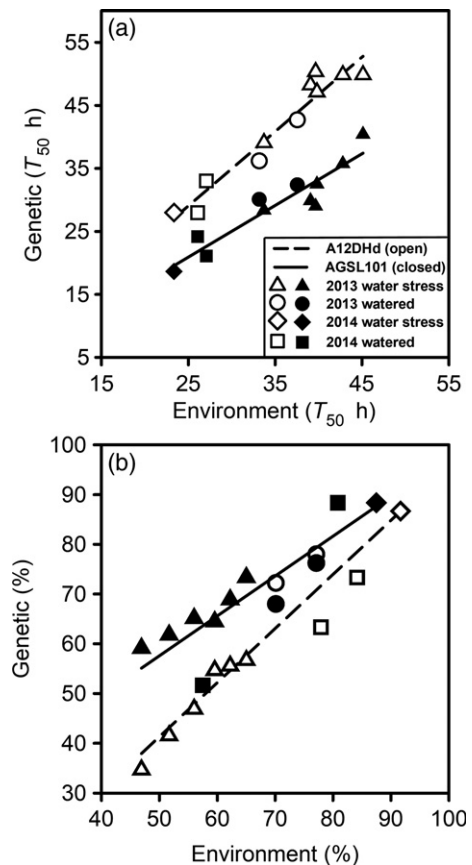 (a)
55
45
35
25
15
5
Genetic (T50 h)
A12DHd (open)
AGSL101 (closed)
2013 water stress
2013 watered
2014 water stress
2014 watered
15 25 35 45 55
Environment (T50 h)
(b)
100
90
80
70
60
50
40
30
Genetic (%)
40 50 60 70 80 90 100
Environment (%)